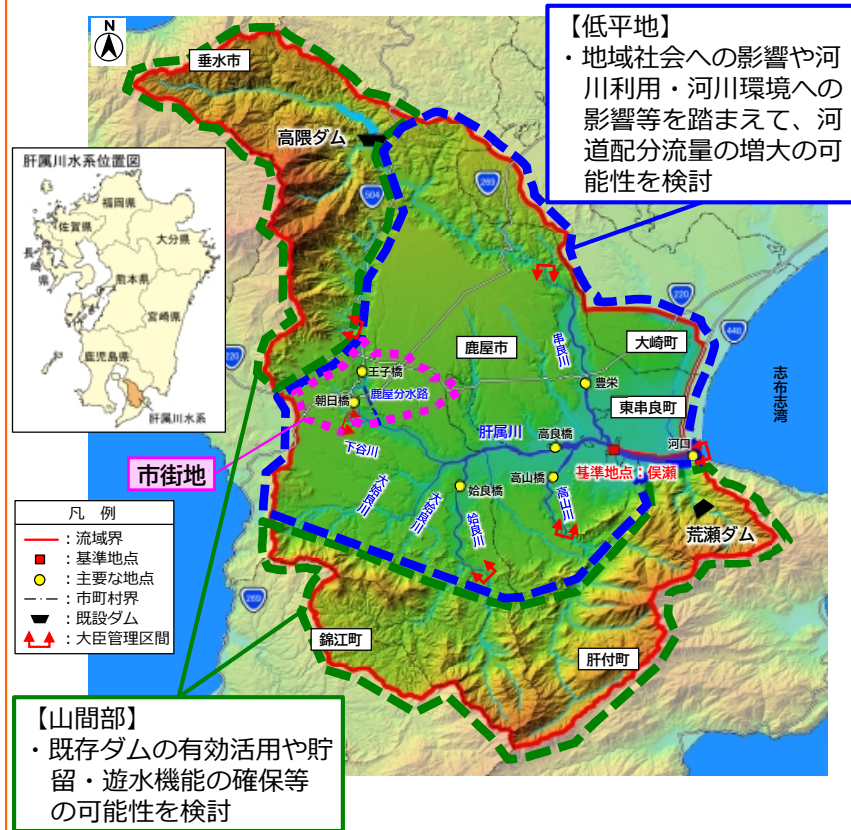 N
垂水市
【低平地】
・地域社会への影響や河
川利用・河川環境への
影響等を踏まえて、河
道配分流量の増大の可
能性を検討
高隈ダム
肝属川水系位置図
福岡県
佐賀県
大分県
長崎県
熊本県
宮崎県
鹿児島県
肝属川水系
504
269
220
448
220
鹿屋市
串良川
大崎町
志布志湾
王子橋
豊栄
朝日橋
鹿屋分水路
東串良町
肝属川
高良橋
河口
下谷川
基準地点：俣瀬
市街地
高山橋
姶良橋
大姶良川
大姶良川
姶良川
高山川
荒瀬ダム
凡 例
：流域界
：基準地点
：主要な地点
：市町村界
：既設ダム
：大臣管理区間
269
錦江町
肝付町
【山間部】
・既存ダムの有効活用や貯
留・遊水機能の確保等
の可能性を検討